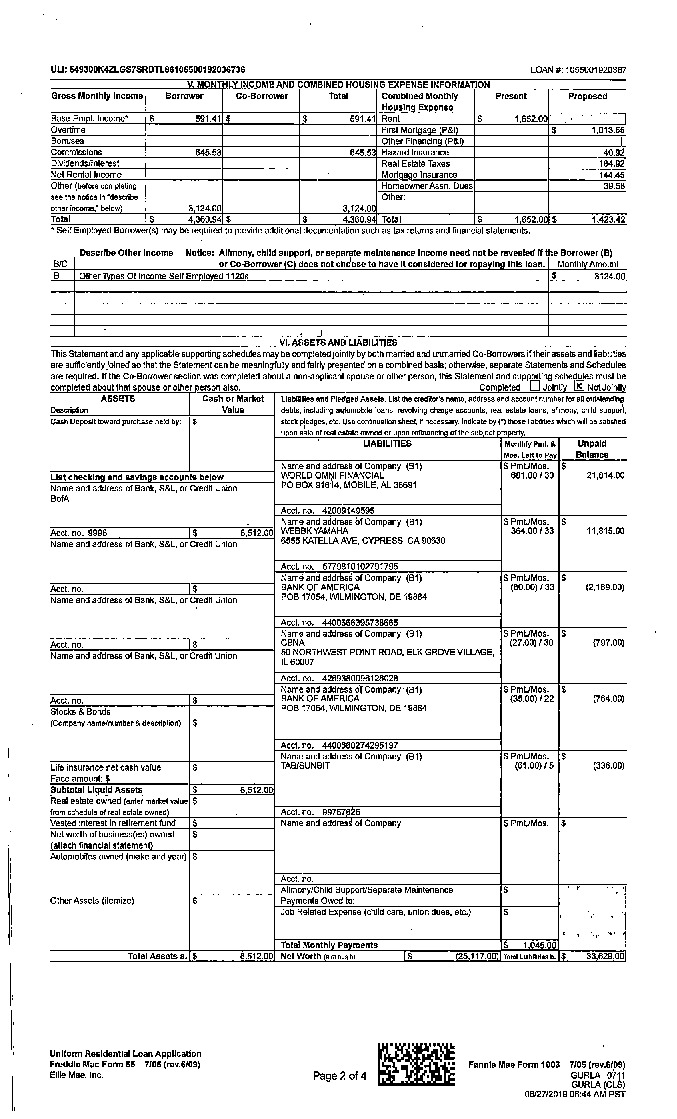 ULI: 549300K4ZLGS7SRDTL66106500192036736 LOAN #: 1055001920367
V. MONTHLY INCOME AND COMBINED HOUSING EXPENSE INFORMATION
Gross Monthly Income Borrower Co-Borrower Total Combined Monthly Housing Expense Present Proposed
Base Empl. Income* $ 591.41 $ $ 591.41 Rent $ 1,652.00
Overtime First Mortgage (P&I) $ 1,013.55
Bonuses Other Financing (P&I)
Commissions 645.53 645.53 Hazard Insurance 40.92
Dividends/Interest Real Estate Taxes 184.92
Net Rental Income Mortgage Insurance 144.45
Other (before completing Homeowner Assn. Dues 39.58
see the notice in "describe Other:
other income," below) 3,124.00 3,124.00
Total $ 4,360.94 $ $ 4,360.94 Total $ 1,652.00 $ 1,423.42
* Self Employed Borrower(s) may be required to provide additional documentation such as tax returns and financial statements.
Describe Other Income Notice: Alimony, child support, or separate maintenance income need not be revealed if the Borrower (B)
B/C or Co-Borrower (C) does not choose to have it considered for repaying this loan. Monthly Amount
B Other Types Of Income Self Employed 1120s $ 3124.00
VI. ASSETS AND LIABILITIES
This Statement and any applicable supporting schedules may be completed jointly by both married and unmarried Co-Borrowers if their assets and liabilities
are sufficiently joined so that the Statement can be meaningfully and fairly presented on a combined basis; otherwise, separate Statements and Schedules
are required. If the Co-Borrower section was completed about a non-applicant spouse or other person, this Statement and supporting schedules must be
completed about that spouse or other person also. Completed Jointly X Not Jointly
ASSETS Cash or Market
Description Value
Cash Deposit toward purchase held by: $
List checking and savings accounts below
Name and address of Bank, S&L, or Credit Union
BofA
Acct. no. 9996 $ 6,512.00
Name and address of Bank, S&L, or Credit Union
Acct. no. $
Name and address of Bank, S&L, or Credit Union
Acct. no. $
Name and address of Bank, S&L, or Credit Union
Acct. no. $
Stocks & Bonds $
(Company name/number & description)
Life insurance net cash value $
Face amount: $
Subtotal Liquid Assets $ 6,512.00
Real estate owned (enter market value $
from schedule of real estate owned)
Vested interest in retirement fund $
Net worth of business(es) owned $
(attach financial statement)
Automobiles owned (make and year) $
Other Assets (itemize) $
Total Assets a. $ 6,512.00
Liabilities and Pledged Assets. List the creditor's name, address and account number for all outstanding
debts, including automobile loans, revolving charge accounts, real estate loans, alimony, child support,
stock pledges, etc. Use continuation sheet, if necessary. Indicate by (*) those liabilities which will be satisfied
upon sale of real estate owned or upon refinancing of the subject property.
LIABILITIES Monthly Pmt. & Mos. Left to Pay Unpaid Balance
Name and address of Company (B1) $ Pmt./Mos. $
WORLD OMNI FINANCIAL 661.00 / 33 21,814.00
PO BOX 91614, MOBILE, AL 36691
Acct. no. 42009149595
Name and address of Company (B1) $ Pmt./Mos. $
WEBBK YAMAHA 364.00 / 33 11,815.00
6555 KATELLA AVE, CYPRESS, CA 90630
Acct. no. 5779810102791795
Name and address of Company (B1) $ Pmt./Mos. $
BANK OF AMERICA (60.00) / 33 (2,169.00)
POB 17054, WILMINGTON, DE 19884
Acct. no. 4400566395736665
Name and address of Company (B1) $ Pmt./Mos. $
CBNA (27.00) / 30 (797.00)
50 NORTHWEST POINT ROAD, ELK GROVE VILLAGE,
IL 60007
Acct. no. 4269380096128028
Name and address of Company (B1) $ Pmt./Mos. $
BANK OF AMERICA (35.00) / 22 (764.00)
POB 17054, WILMINGTON, DE 19884
Acct. no. 4400680274295197
Name and address of Company (B1) $ Pmt./Mos. $
TAB/SUNBIT (61.00) / 5 (336.00)
Acct. no. 99757626
Name and address of Company $ Pmt./Mos. $
Acct. no.
Alimony/Child Support/Separate Maintenance $
Payments Owed to:
Job Related Expense (child care, union dues, etc.) $
Total Monthly Payments $ 1,045.00
Net Worth (a minus b) $ (25,117.00) Total Liabilities b. $ 33,629.00
Uniform Residential Loan Application
Freddie Mac Form 65 7/05 (rev.6/09)
Ellie Mae, Inc.
Page 2 of 4
Fannie Mae Form 1003 7/05 (rev.6/09)
GURLA 0711
GURLA (CLS)
08/27/2019 06:44 AM PST